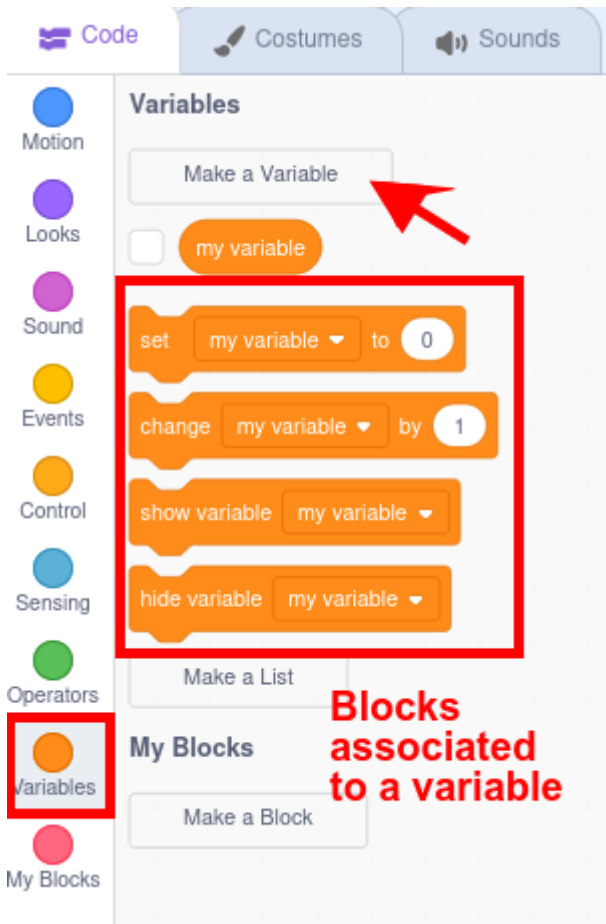 Code Costumes Sounds
Motion
Looks
Sound
Events
Control
Sensing
Operators
Variables
My Blocks
Variables
Make a Variable
my variable
set my variable to 0
change my variable by 1
show variable my variable
hide variable my variable
Make a List
Blocks
associated
to a variable
My Blocks
Make a Block